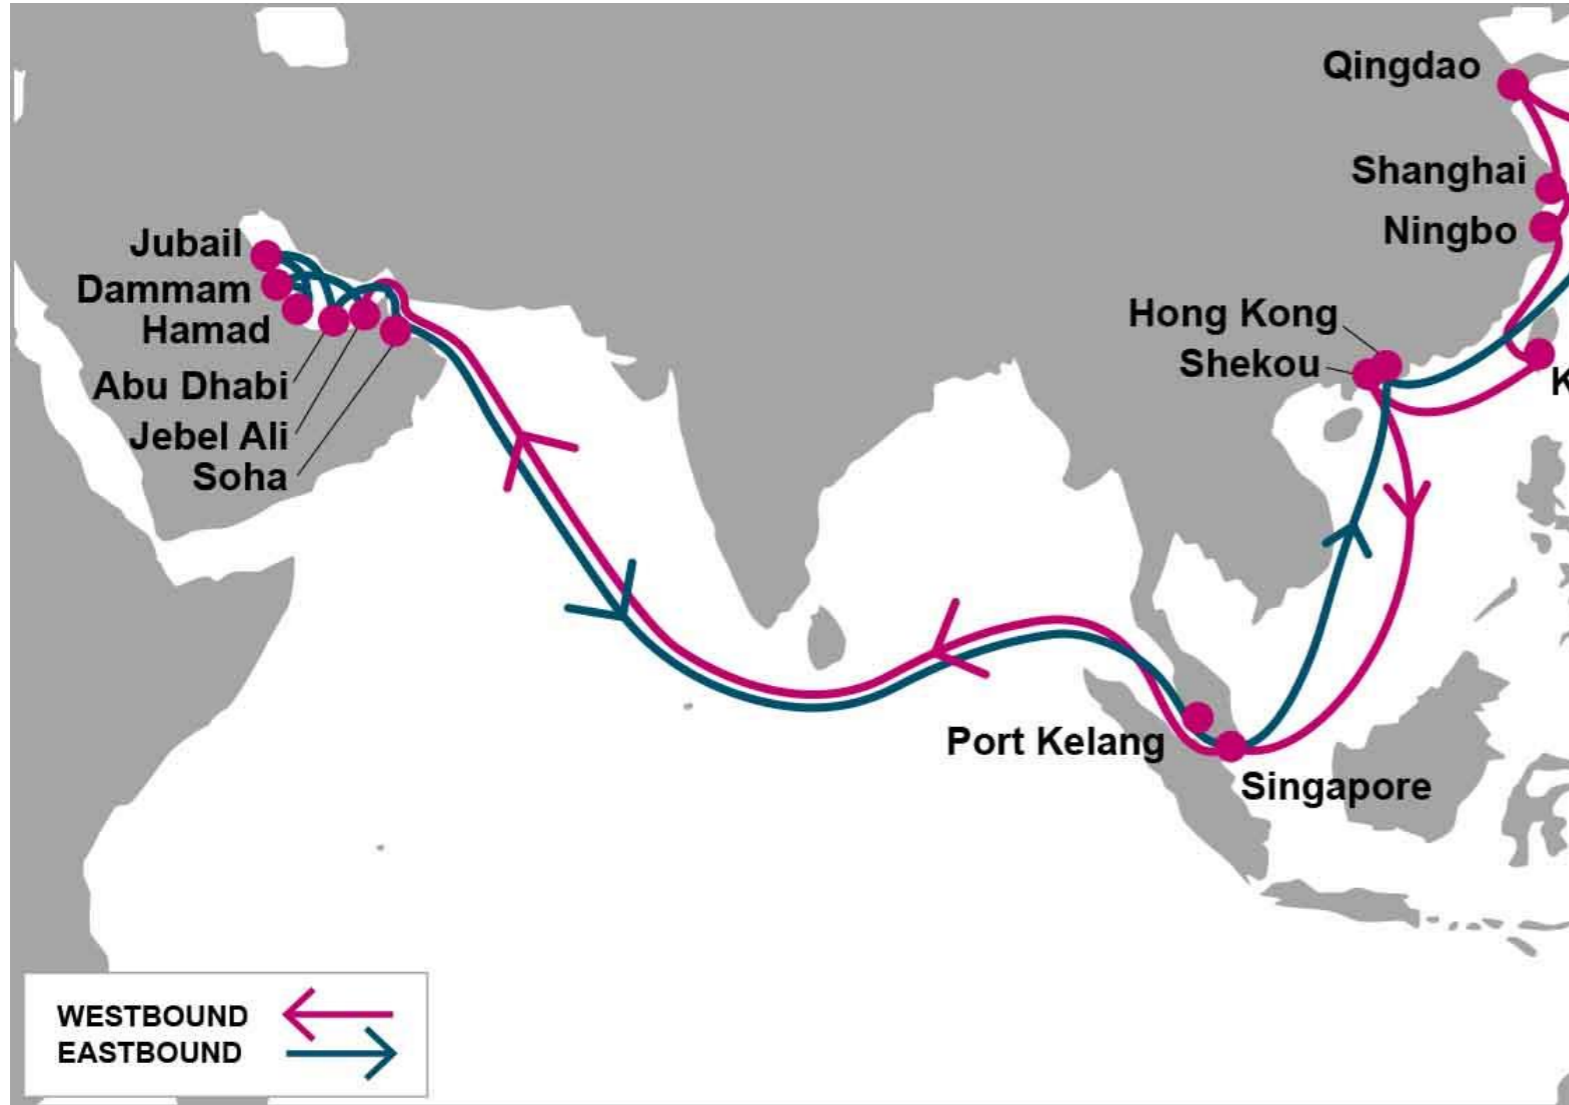 Qingdao
Shanghai
Ningbo
Jubail
Dammam
Hamad
Hong Kong
Shekou
Abu Dhabi
Jebel Ali
Soha
K
Port Kelang
Singapore
WESTBOUND
EASTBOUND